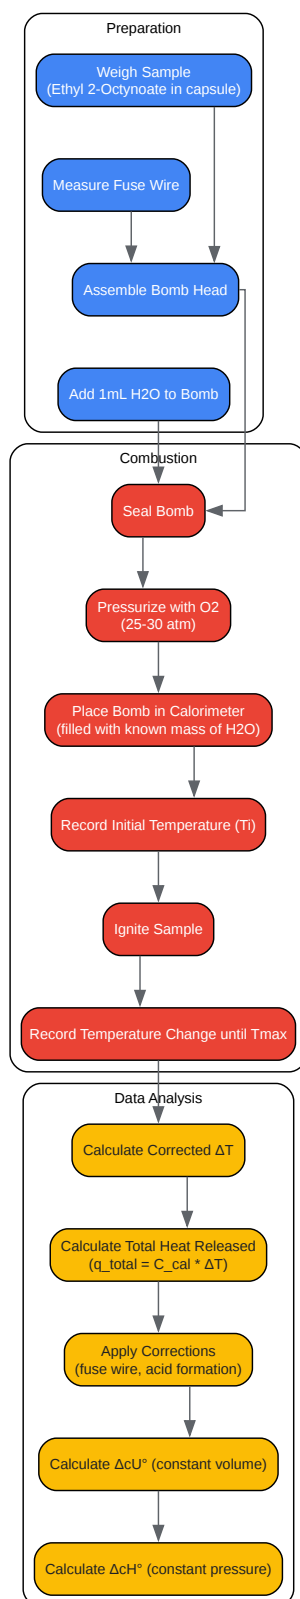 Preparation
Weigh Sample
(Ethyl 2-Octynoate in capsule)
Measure Fuse Wire
Assemble Bomb Head
Add 1mL H2O to Bomb
Combustion
Seal Bomb
Pressurize with O2
(25-30 atm)
Place Bomb in Calorimeter
(filled with known mass of H2O)
Record Initial Temperature (Ti)
Ignite Sample
Record Temperature Change until Tmax
Data Analysis
Calculate Corrected ΔT
Calculate Total Heat Released
(q_total = C_cal * ΔT)
Apply Corrections
(fuse wire, acid formation)
Calculate ΔcU° (constant volume)
Calculate ΔcH° (constant pressure)